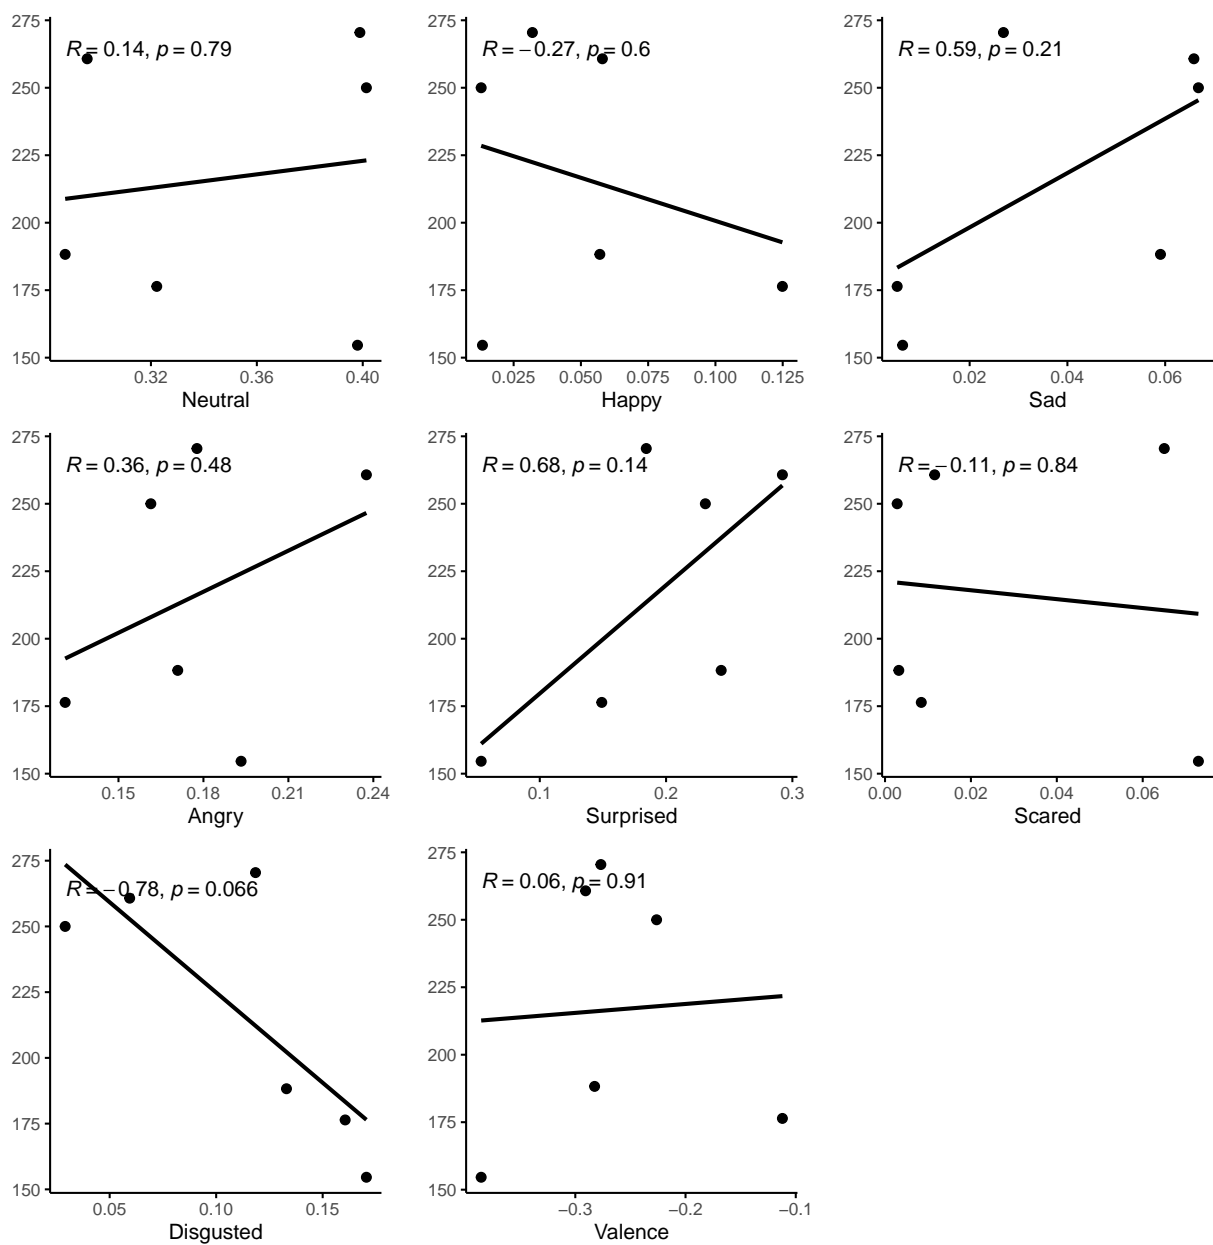 275
250
225
200
175
150
R = 0.14, p = 0.79
0.32 0.36 0.40
Neutral
275
250
225
200
175
150
R = −0.27, p = 0.6
0.025 0.050 0.075 0.100 0.125
Happy
275
250
225
200
175
150
R = 0.59, p = 0.21
0.02 0.04 0.06
Sad
275
250
225
200
175
150
R = 0.36, p = 0.48
0.15 0.18 0.21 0.24
Angry
275
250
225
200
175
150
R = 0.68, p = 0.14
0.1 0.2 0.3
Surprised
275
250
225
200
175
150
R = −0.11, p = 0.84
0.00 0.02 0.04 0.06
Scared
275
250
225
200
175
150
R = −0.78, p = 0.066
0.05 0.10 0.15
Disgusted
275
250
225
200
175
150
R = 0.06, p = 0.91
−0.3 −0.2 −0.1
Valence